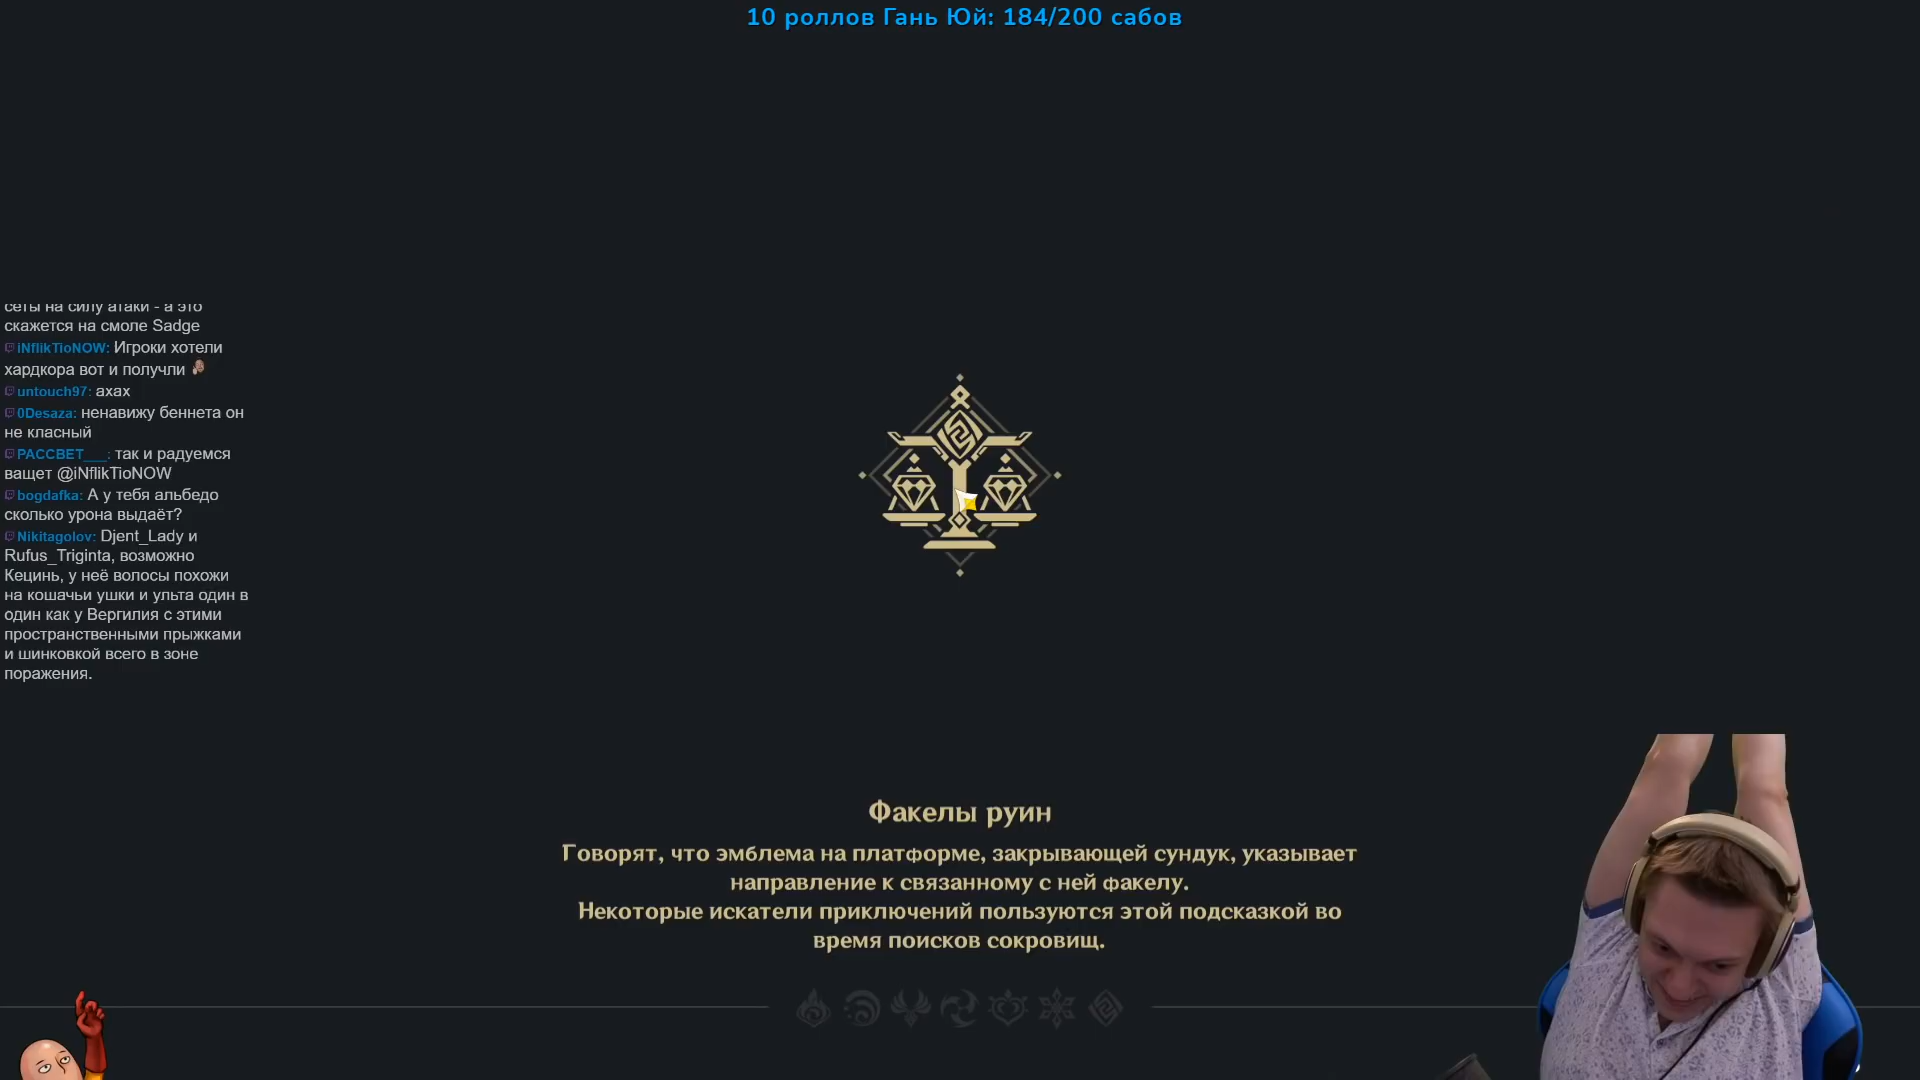 10 роллов Гань Юй: 184/200 сабов
сеты на силу атаки - а это
скажется на смоле Sadge
iNflikTioNOW: Игроки хотели
хардкора вот и получли
untouch97: ахах
0Desaza: ненавижу беннета он
не класный
PACCBET___: так и радуемся
ващет @iNflikTioNOW
bogdafka: А у тебя альбедо
сколько урона выдаёт?
Nikitagolov: Djent_Lady и
Rufus_Triginta, возможно
Кецинь, у неё волосы похожи
на кошачьи ушки и ульта один в
один как у Вергилия с этими
пространственными прыжками
и шинковкой всего в зоне
поражения.
Факелы руин
Говорят, что эмблема на платформе, закрывающей сундук, указывает
направление к связанному с ней факелу.
Некоторые искатели приключений пользуются этой подсказкой во
время поисков сокровищ.